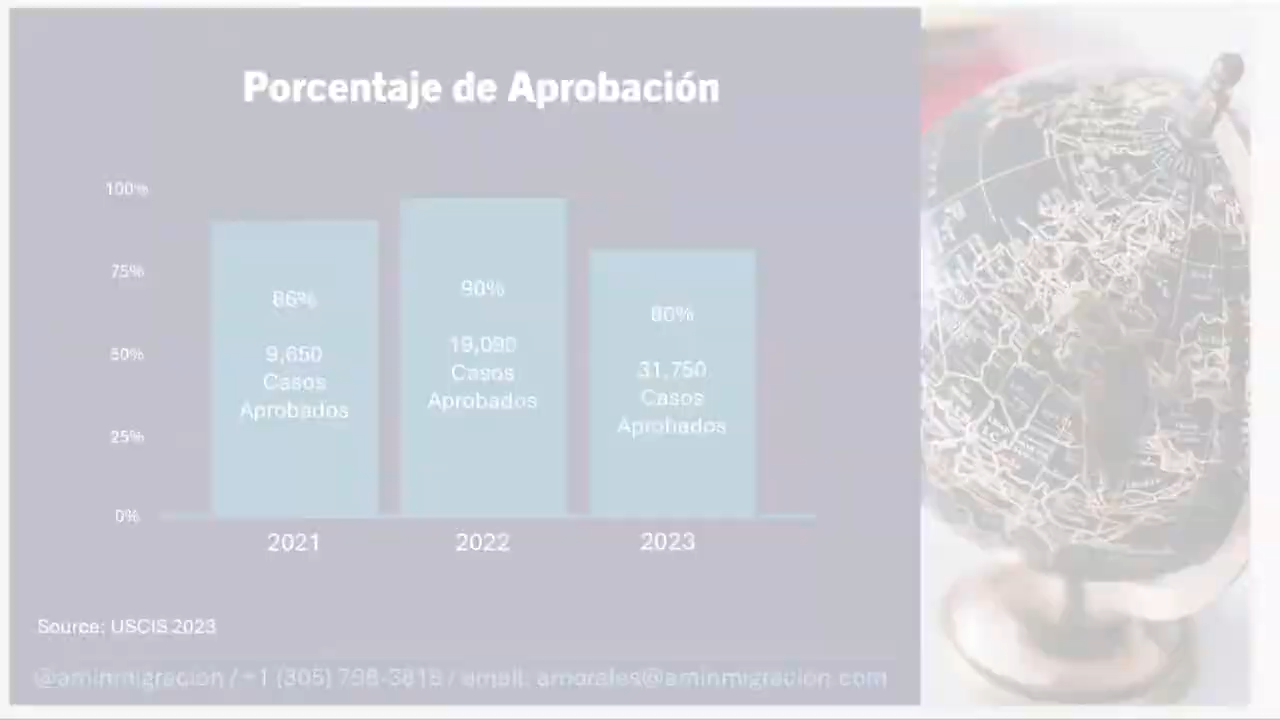 Porcentaje de Aprobación
100%
75%
50%
25%
0%
86%
9,650
Casos
Aprobados
90%
19,090
Casos
Aprobados
80%
31,750
Casos
Aprobados
2021
2022
2023
Source: USCIS 2023
@aminmigracion / +1 (305) 798-3818 / email: amorales@aminmigracion.com